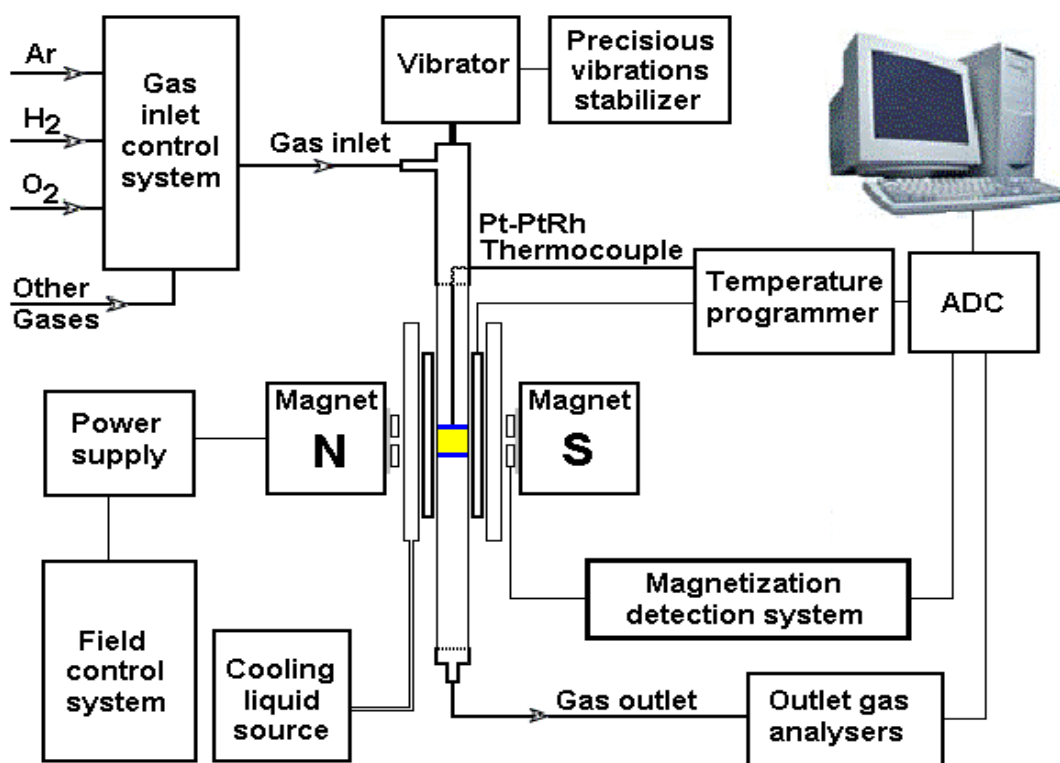 Ar
H2
O2
Other
Gases
Gas
inlet
control
system
Gas inlet
Vibrator
Precisious
vibrations
stabilizer
Pt-PtRh
Thermocouple
Temperature
programmer
ADC
Power
supply
Magnet
N
Magnet
S
Field
control
system
Cooling
liquid
source
Magnetization
detection system
Gas outlet
Outlet gas
analysers